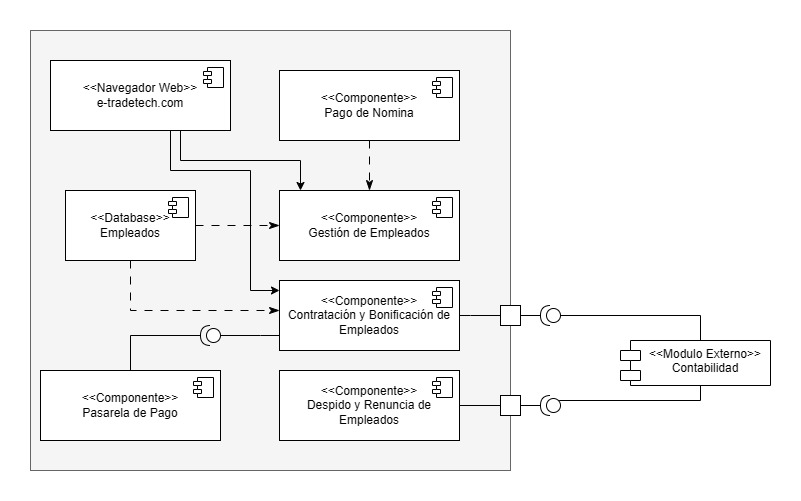 <<Navegador Web>>
e-tradetech.com
<<Componente>>
Pago de Nomina
<<Database>>
Empleados
<<Componente>>
Gestión de Empleados
<<Componente>>
Contratación y Bonificación de
Empleados
<<Modulo Externo>>
Contabilidad
<<Componente>>
Pasarela de Pago
<<Componente>>
Despido y Renuncia de
Empleados